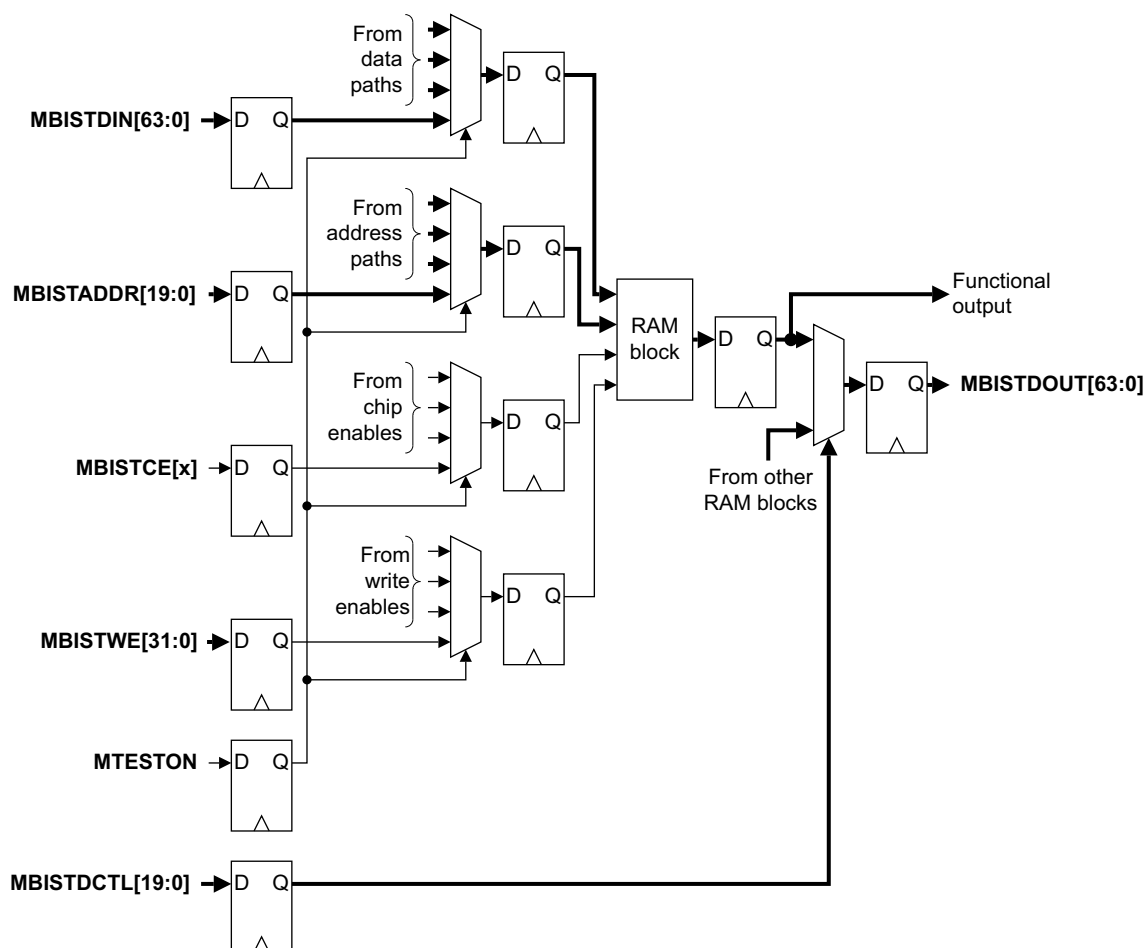 From
data
paths
D Q
MBISTDIN[63:0]
D Q
From
address
paths
D Q
MBISTADDR[19:0]
D Q
Functional
output
RAM
block
D Q
From
chip
enables
D Q
D Q
MBISTDOUT[63:0]
MBISTCE[x]
D Q
From other
RAM blocks
From
write
enables
D Q
MBISTWE[31:0]
D Q
MTESTON
D Q
MBISTDCTL[19:0]
D Q